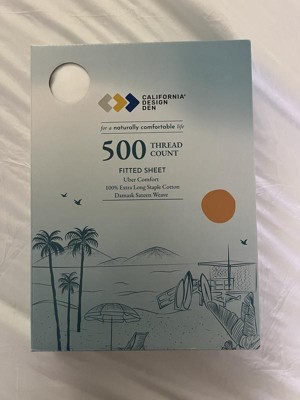 CALIFORNIA®
DESIGN
DEN
for a naturally comfortable life
500 THREAD
COUNT
FITTED SHEET
Uber Comfort
100% Extra Long Staple Cotton
Damask Sateen Weave